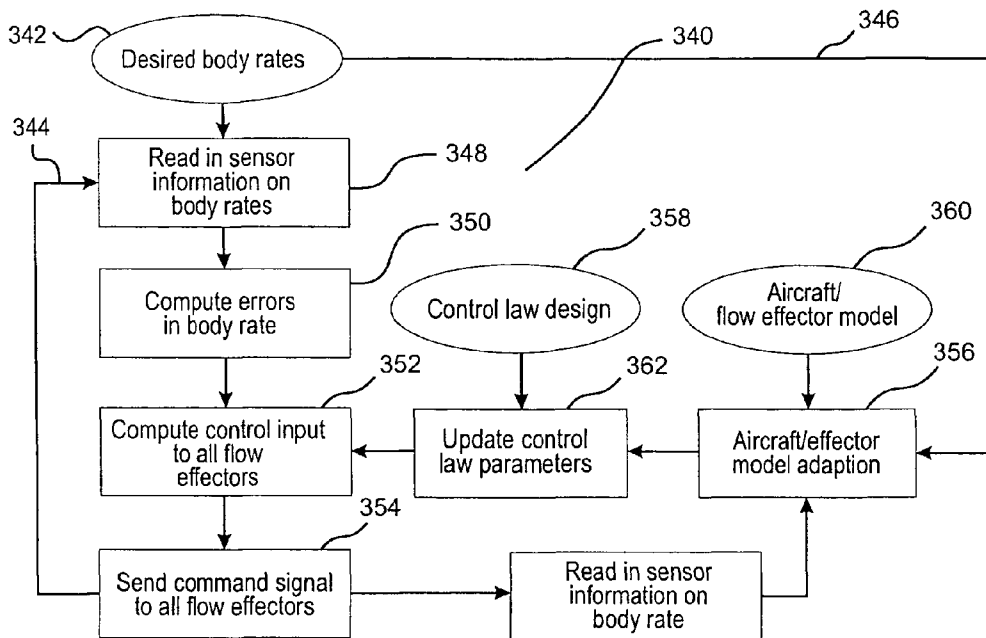 342
Desired body rates
340
346
344
Read in sensor
information on
body rates
348
350
Compute errors
in body rate
358
Control law design
360
Aircraft/
flow effector model
352
Compute control input
to all flow
effectors
362
Update control
law parameters
356
Aircraft/effector
model adaption
354
Send command signal
to all flow effectors
Read in sensor
information on
body rate